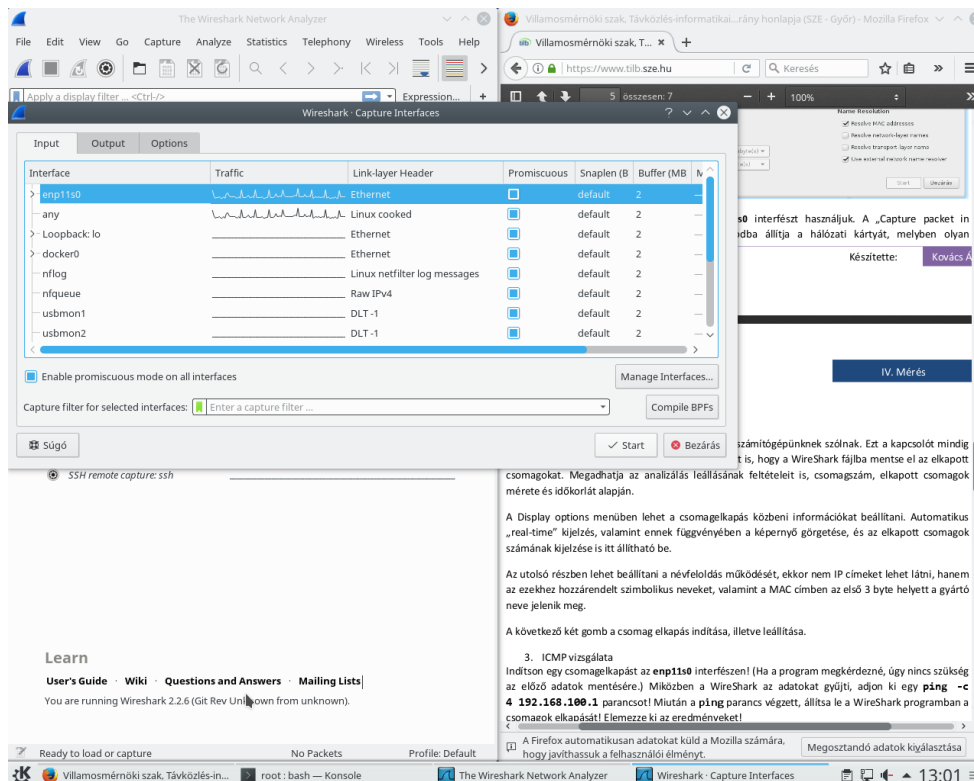 The Wireshark Network Analyzer
File Edit View Go Capture Analyze Statistics Telephony Wireless Tools Help
Apply a display filter ... <Ctrl-/>
Expression... +
Wireshark · Capture Interfaces
Input Output Options
Interface Traffic Link-layer Header Promiscuous Snaplen (B Buffer (MB M
enp11s0 Ethernet default 2 —
any Linux cooked default 2 —
Loopback: lo Ethernet default 2 —
docker0 Ethernet default 2 —
nflog Linux netfilter log messages default 2 —
nfqueue Raw IPv4 default 2 —
usbmon1 DLT -1 default 2 —
usbmon2 DLT -1 default 2 —
Enable promiscuous mode on all interfaces
Manage Interfaces...
Capture filter for selected interfaces: Enter a capture filter ...
Compile BPFs
Súgó
Start
Bezárás
SSH remote capture: ssh
Learn
User's Guide · Wiki · Questions and Answers · Mailing Lists
You are running Wireshark 2.2.6 (Git Rev Unknown from unknown).
Ready to load or capture No Packets Profile: Default
Villamosmérnöki szak, Távközlés-informatikai...rány honlapja (SZE - Győr) - Mozilla Firefox
Villamosmérnöki szak, T...
https://www.tilb.sze.hu
Keresés
5 összesen: 7
100%
Name Resolution
Resolve MAC addresses
Resolve network-layer names
Resolve transport-layer name
Use external network name resolver
Start Bezárás
s0 interfészt használjuk. A „Capture packet in
odba állítja a hálózati kártyát, melyben olyan
Készítette: Kovács Á
IV. Mérés
számítógépünknek szólnak. Ezt a kapcsolót mindig
t is, hogy a WireShark fájlba mentse el az elkapott
csomagokat. Megadhatja az analizálás leállásának feltételeit is, csomagszám, elkapott csomagok
mérete és időkorlát alapján.
A Display options menüben lehet a csomagelkapás közbeni információkat beállítani. Automatikus
„real-time” kijelzés, valamint ennek függvényében a képernyő görgetése, és az elkapott csomagok
számának kijelzése is itt állítható be.
Az utolsó részben lehet beállítani a névfeloldás működését, ekkor nem IP címeket lehet látni, hanem
az ezekhez hozzárendelt szimbolikus neveket, valamint a MAC címben az első 3 byte helyett a gyártó
neve jelenik meg.
A következő két gomb a csomag elkapás indítása, illetve leállítása.
3. ICMP vizsgálata
Indítson egy csomagelkapást az enp11s0 interfészen! (Ha a program megkérdezné, úgy nincs szükség
az előző adatok mentésére.) Miközben a WireShark az adatokat gyűjti, adjon ki egy ping -c
4 192.168.100.1 parancsot! Miután a ping parancs végzett, állítsa le a WireShark programban a
csomagok elkapását! Elemezze ki az eredményeket!
A Firefox automatikusan adatokat küld a Mozilla számára,
hogy javíthassuk a felhasználói élményt.
Megosztandó adatok kiválasztása
Villamosmérnöki szak, Távközlés-in... root : bash — Konsole The Wireshark Network Analyzer Wireshark · Capture Interfaces 13:01